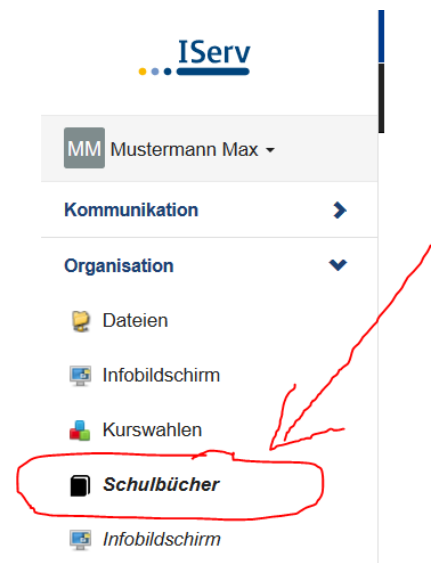 IServ
MM Mustermann Max
Kommunikation
Organisation
Dateien
Infobildschirm
Kurswahlen
Schulbücher
Infobildschirm